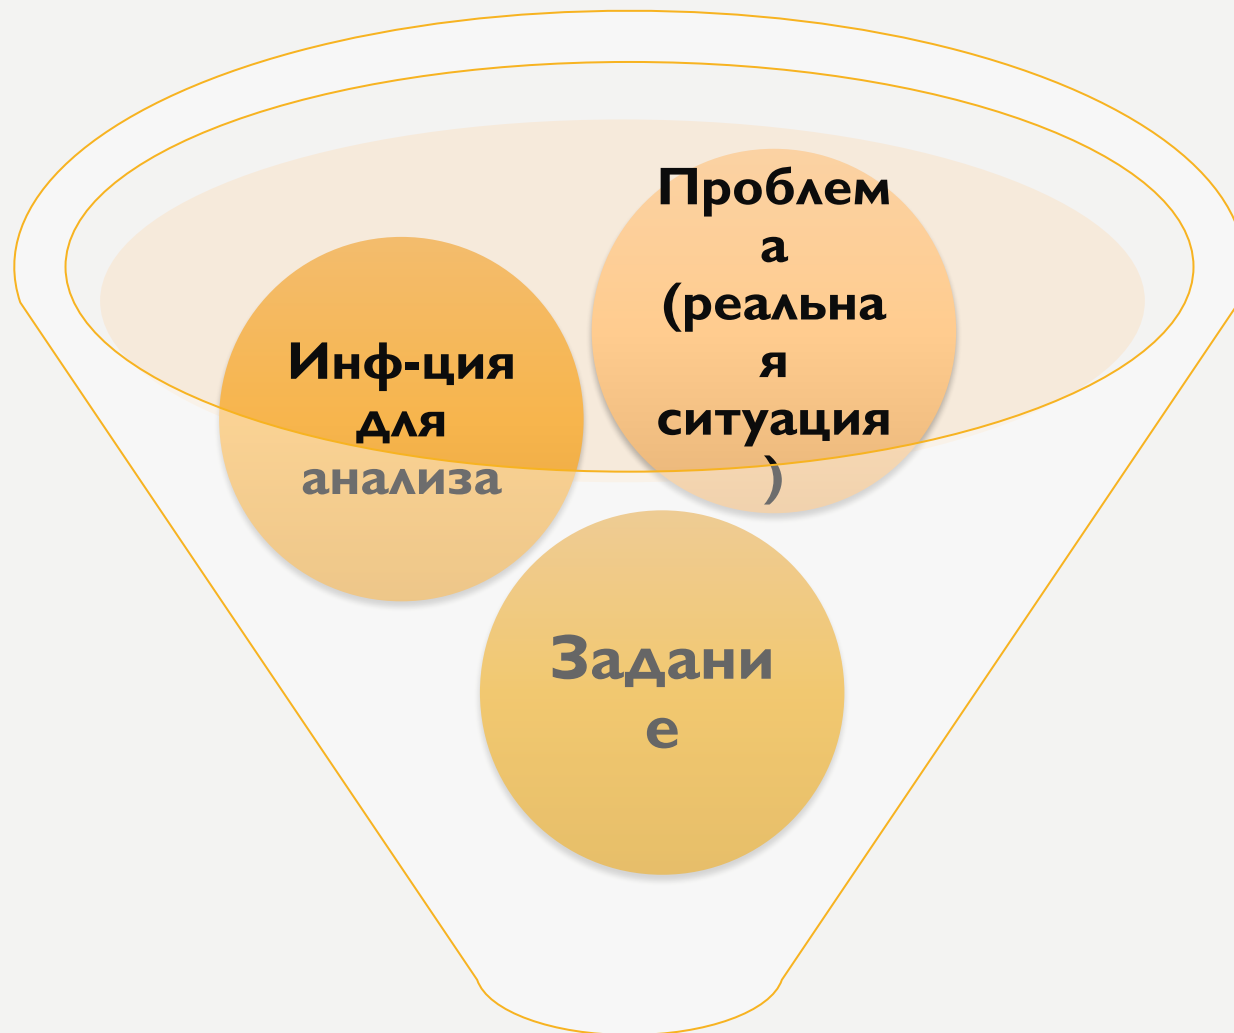 Проблем
а
(реальна
я
ситуация
)
Инф-ция
для
анализа
Задани
е